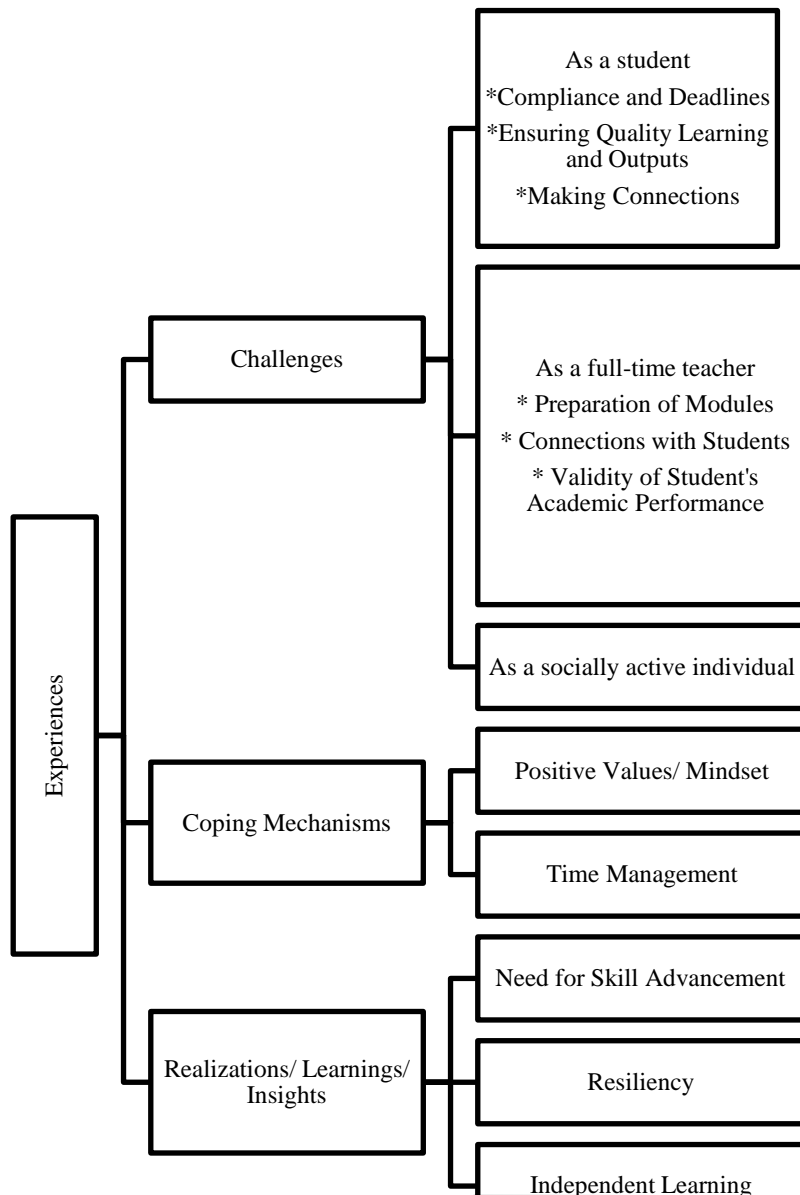 Experiences
Challenges
As a student
*Compliance and Deadlines
*Ensuring Quality Learning
and Outputs
*Making Connections
As a full-time teacher
* Preparation of Modules
* Connections with Students
* Validity of Student's
Academic Performance
As a socially active individual
Coping Mechanisms
Positive Values/ Mindset
Time Management
Realizations/ Learnings/
Insights
Need for Skill Advancement
Resiliency
Independent Learning